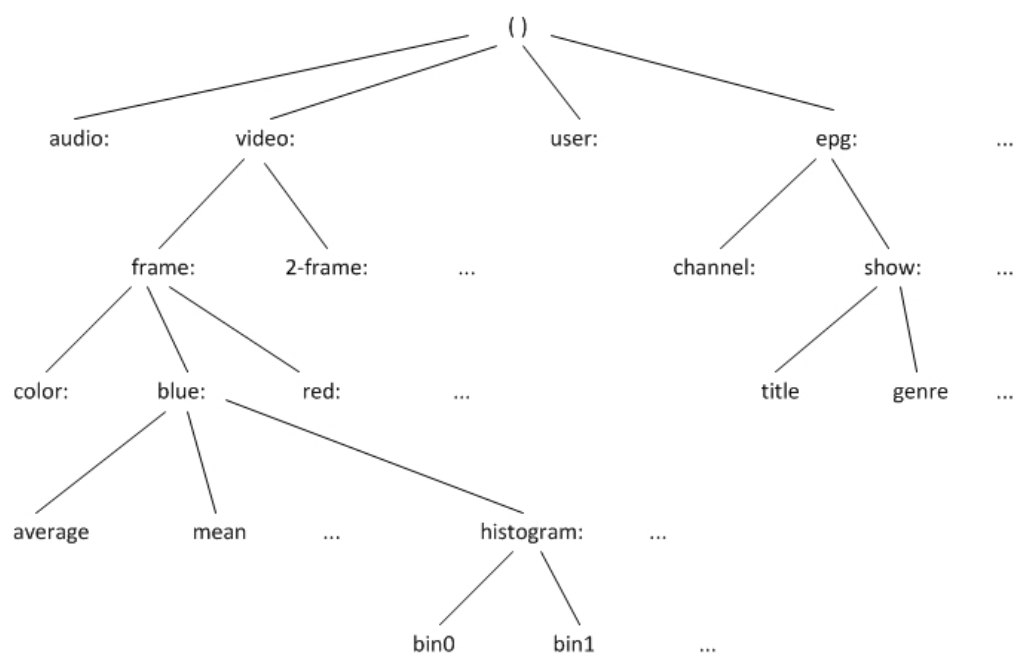 ()
audio: video: user: epg: ...
frame: 2-frame: ... channel: show: ...
color: blue: red: ... title genre ...
average mean ... histogram: ...
bin0 bin1 ...